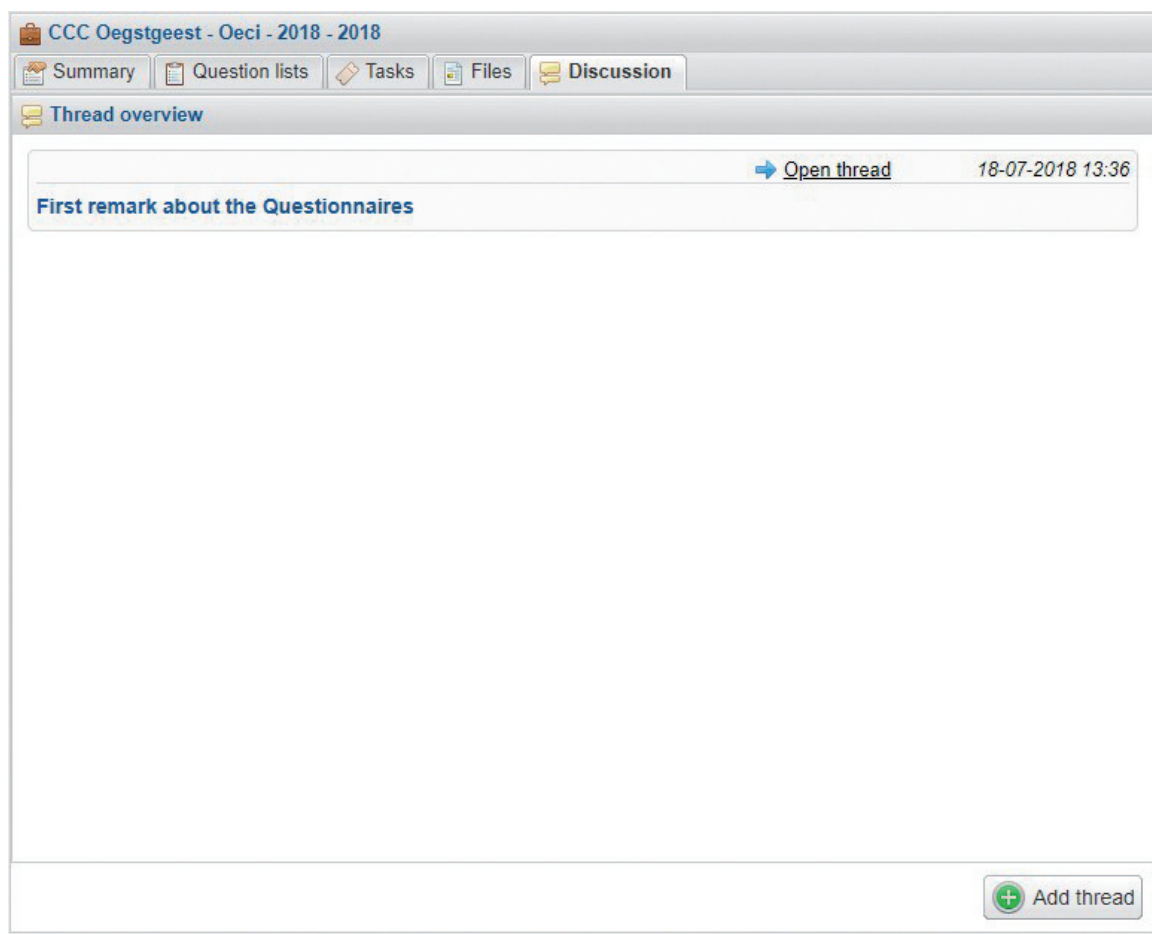 CCC Oegstgeest - Oeci - 2018 - 2018
Summary Question lists Tasks Files Discussion
Thread overview
Open thread 18-07-2018 13:36
First remark about the Questionnaires
Add thread